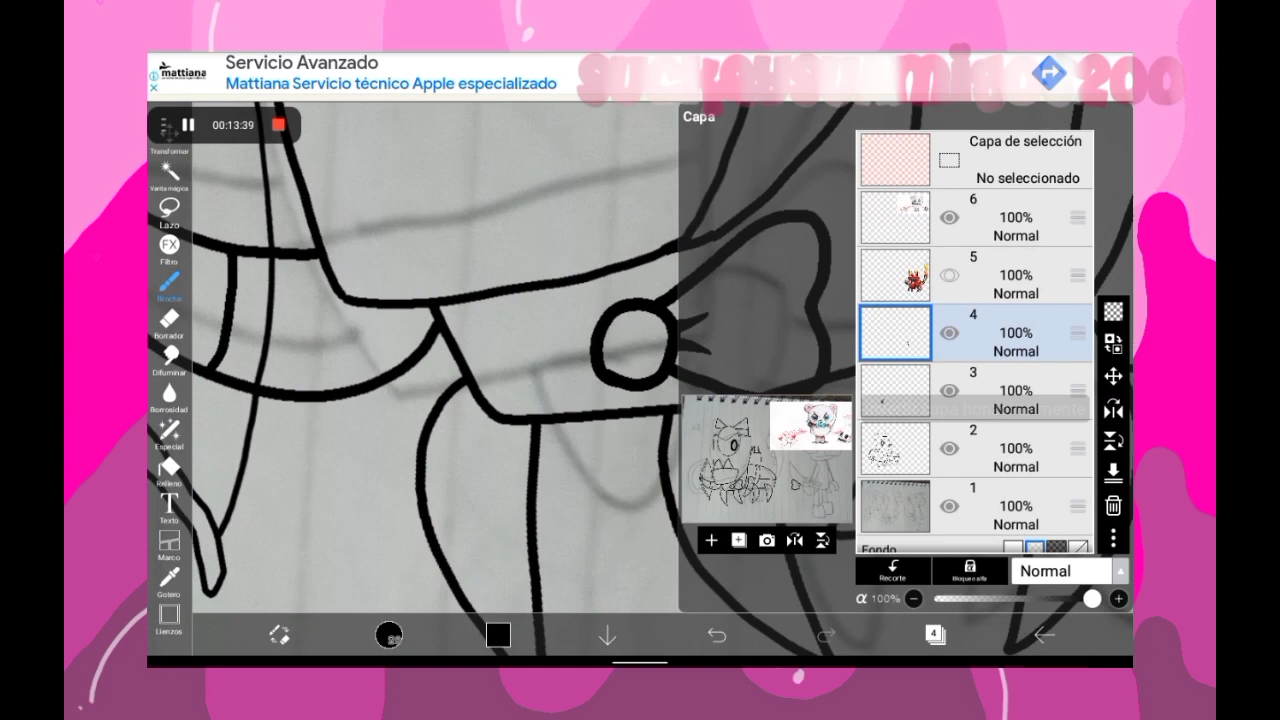 mattiana
Servicio Avanzado
Mattiana Servicio técnico Apple especializado
00:13:39
Capa
Transformar
Varita mágica
Lazo
FX
Filtro
Brocha
Borrador
Difuminar
Borrosidad
Especial
Relleno
T
Texto
Marco
Gotero
Lienzos
Capa de selección
No seleccionado
6
100%
Normal
5
100%
Normal
4
100%
Normal
3
100%
Normal
2
100%
Normal
1
100%
Normal
Fondo
Recorte
Bloqueo alfa
Normal
α 100%
4